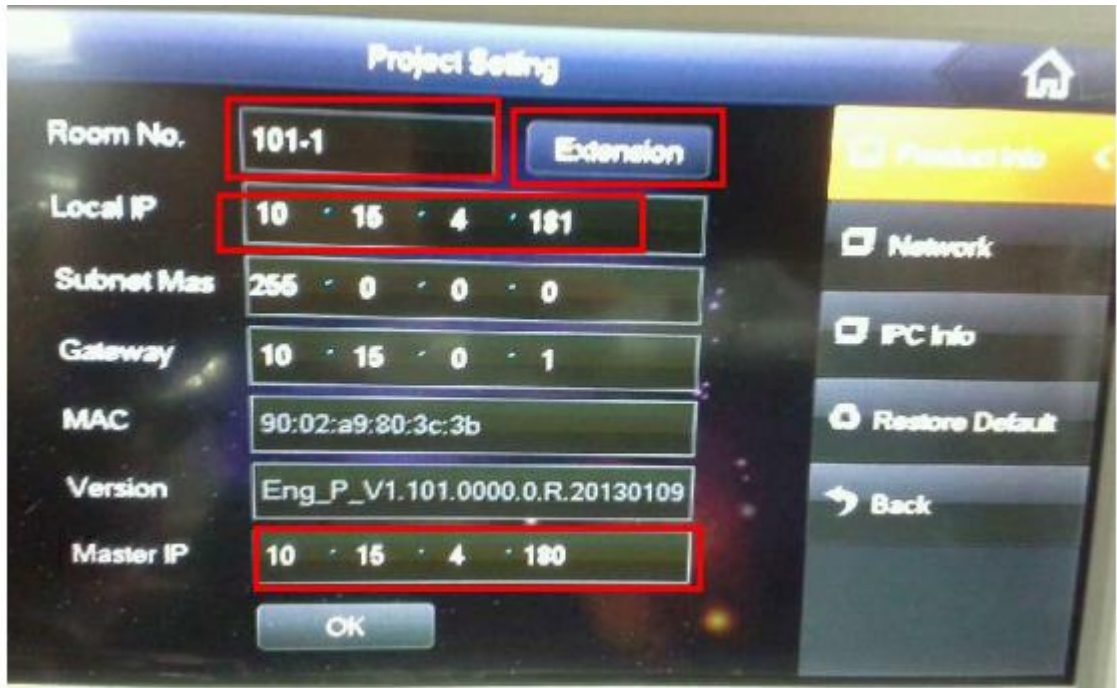 Project Setting
Room No. 101-1 Extension
Local IP 10 . 15 . 4 . 181
Subnet Mas 255 . 0 . 0 . 0
Gateway 10 . 15 . 0 . 1
MAC 90:02:a9:80:3c:3b
Version Eng_P_V1.101.0000.0.R.20130109
Master IP 10 . 15 . 4 . 180
OK
Product Info
Network
IPC Info
Restore Default
Back